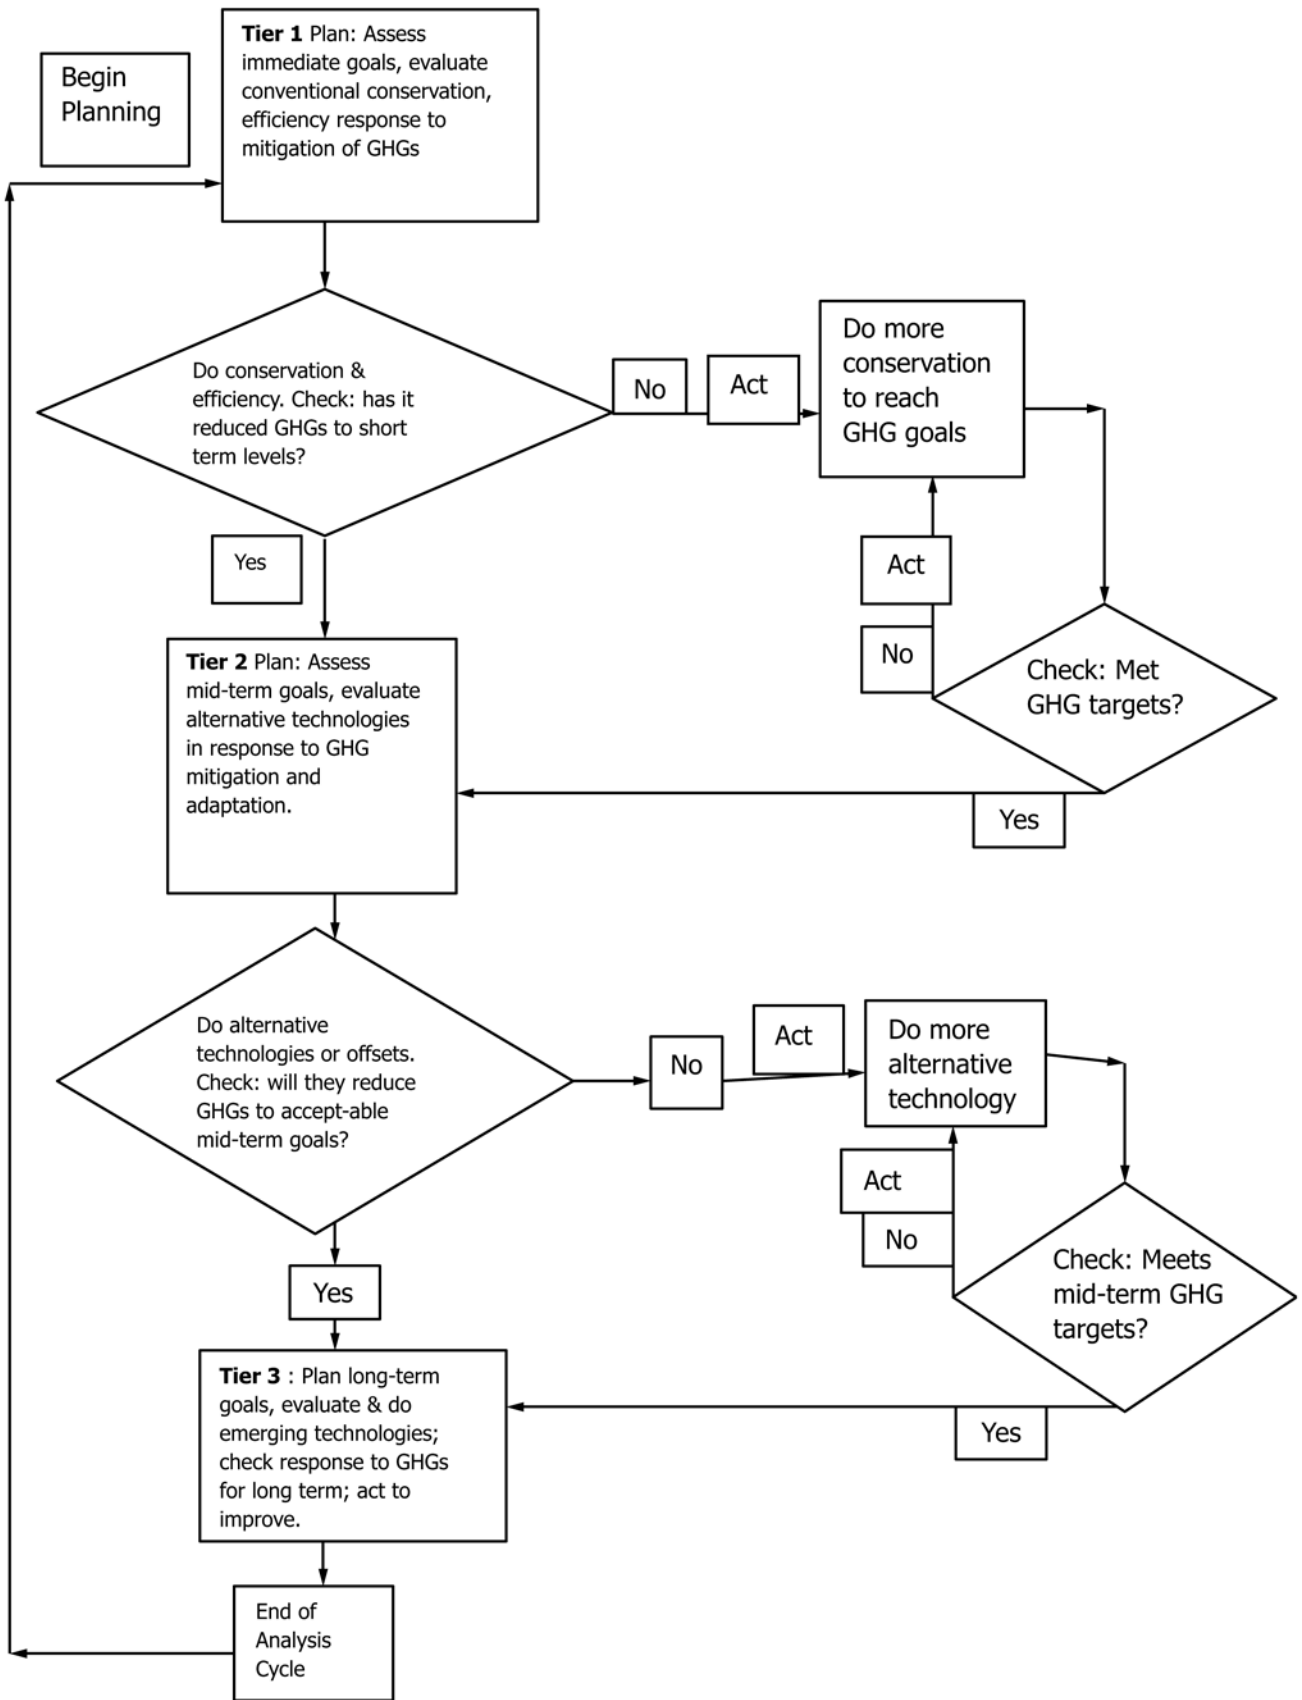 Begin
Planning
Tier 1 Plan: Assess
immediate goals, evaluate
conventional conservation,
efficiency response to
mitigation of GHGs
Do conservation &
efficiency. Check: has it
reduced GHGs to short
term levels?
No
Act
Do more
conservation
to reach
GHG goals
Act
No
Check: Met
GHG targets?
Yes
Yes
Tier 2 Plan: Assess
mid-term goals, evaluate
alternative technologies
in response to GHG
mitigation and
adaptation.
Do alternative
technologies or offsets.
Check: will they reduce
GHGs to accept-able
mid-term goals?
No
Act
Do more
alternative
technology
Act
No
Check: Meets
mid-term GHG
targets?
Yes
Yes
Tier 3 : Plan long-term
goals, evaluate & do
emerging technologies;
check response to GHGs
for long term; act to
improve.
End of
Analysis
Cycle